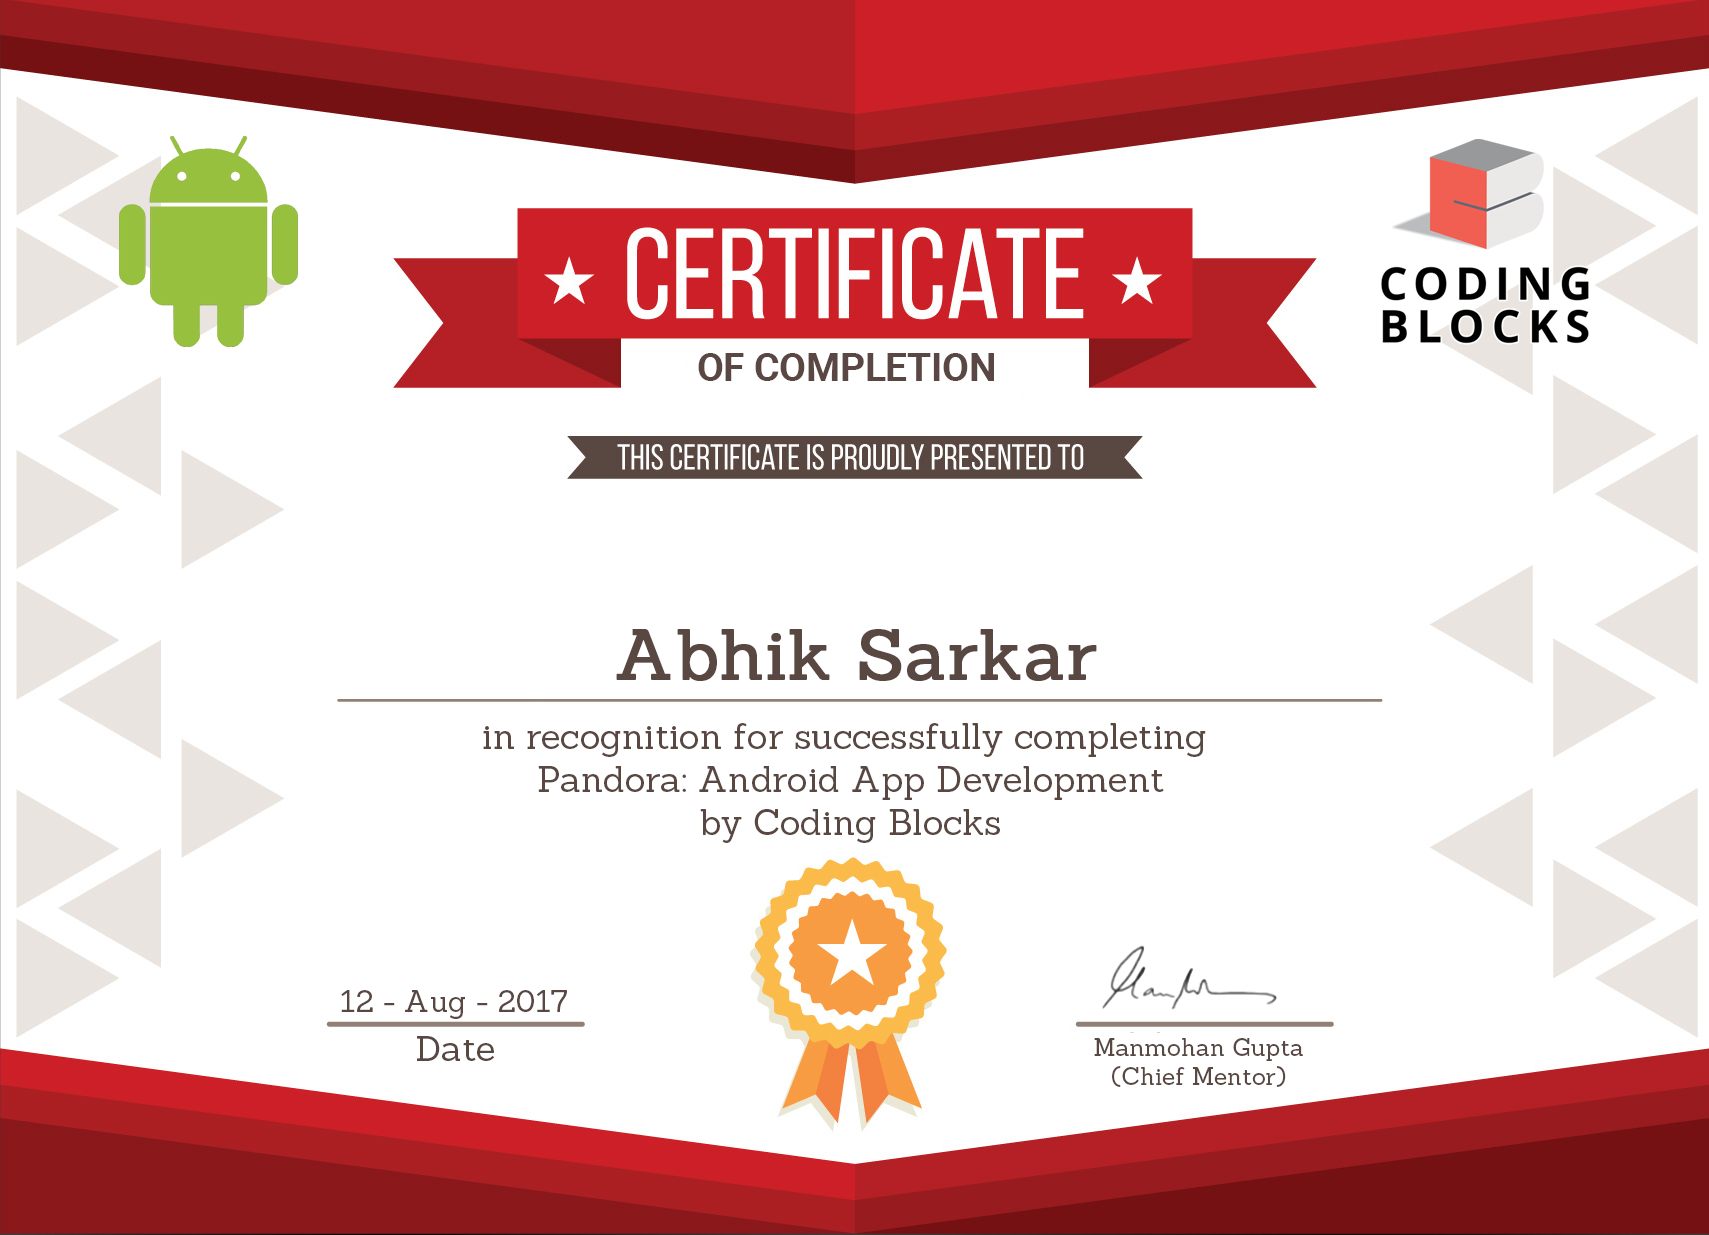 CODING
BLOCKS
CERTIFICATE
OF COMPLETION
THIS CERTIFICATE IS PROUDLY PRESENTED TO
Abhik Sarkar
in recognition for successfully completing
Pandora: Android App Development
by Coding Blocks
12 - Aug - 2017
Date
Manmohan Gupta
(Chief Mentor)